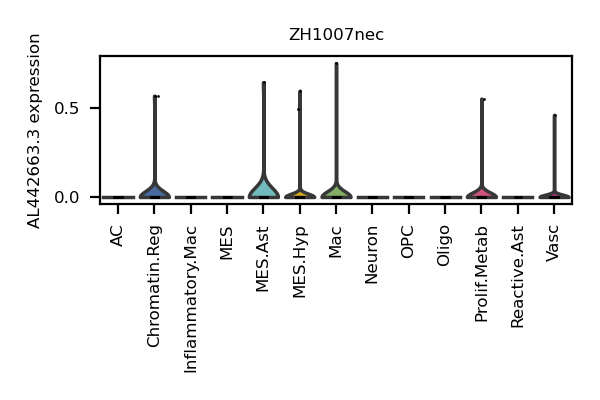 ZH1007nec
AL442663.3 expression
0.5
0.0
AC
Chromatin.Reg
Inflammatory.Mac
MES
MES.Ast
MES.Hyp
Mac
Neuron
OPC
Oligo
Prolif.Metab
Reactive.Ast
Vasc